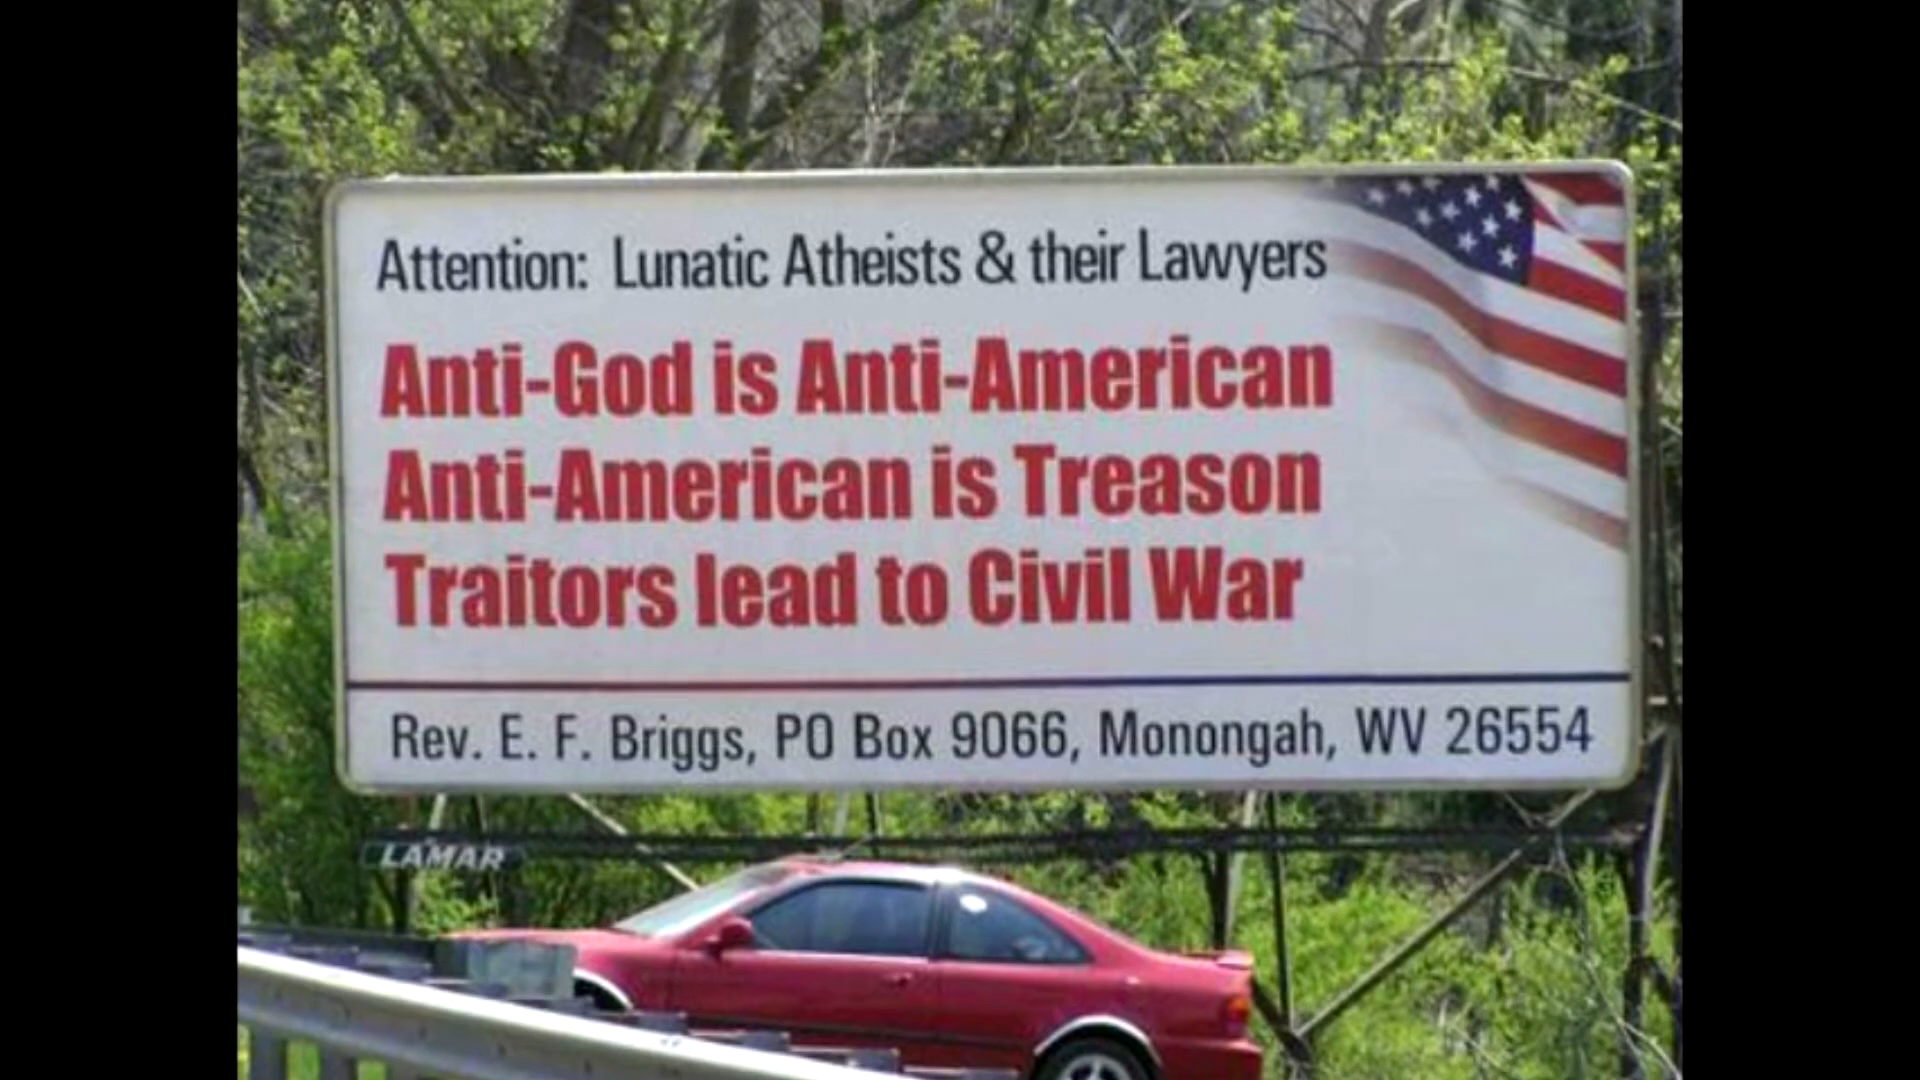 Attention: Lunatic Atheists & their Lawyers
Anti-God is Anti-American
Anti-American is Treason
Traitors lead to Civil War
Rev. E. F. Briggs, PO Box 9066, Monongah, WV 26554
LAMAR